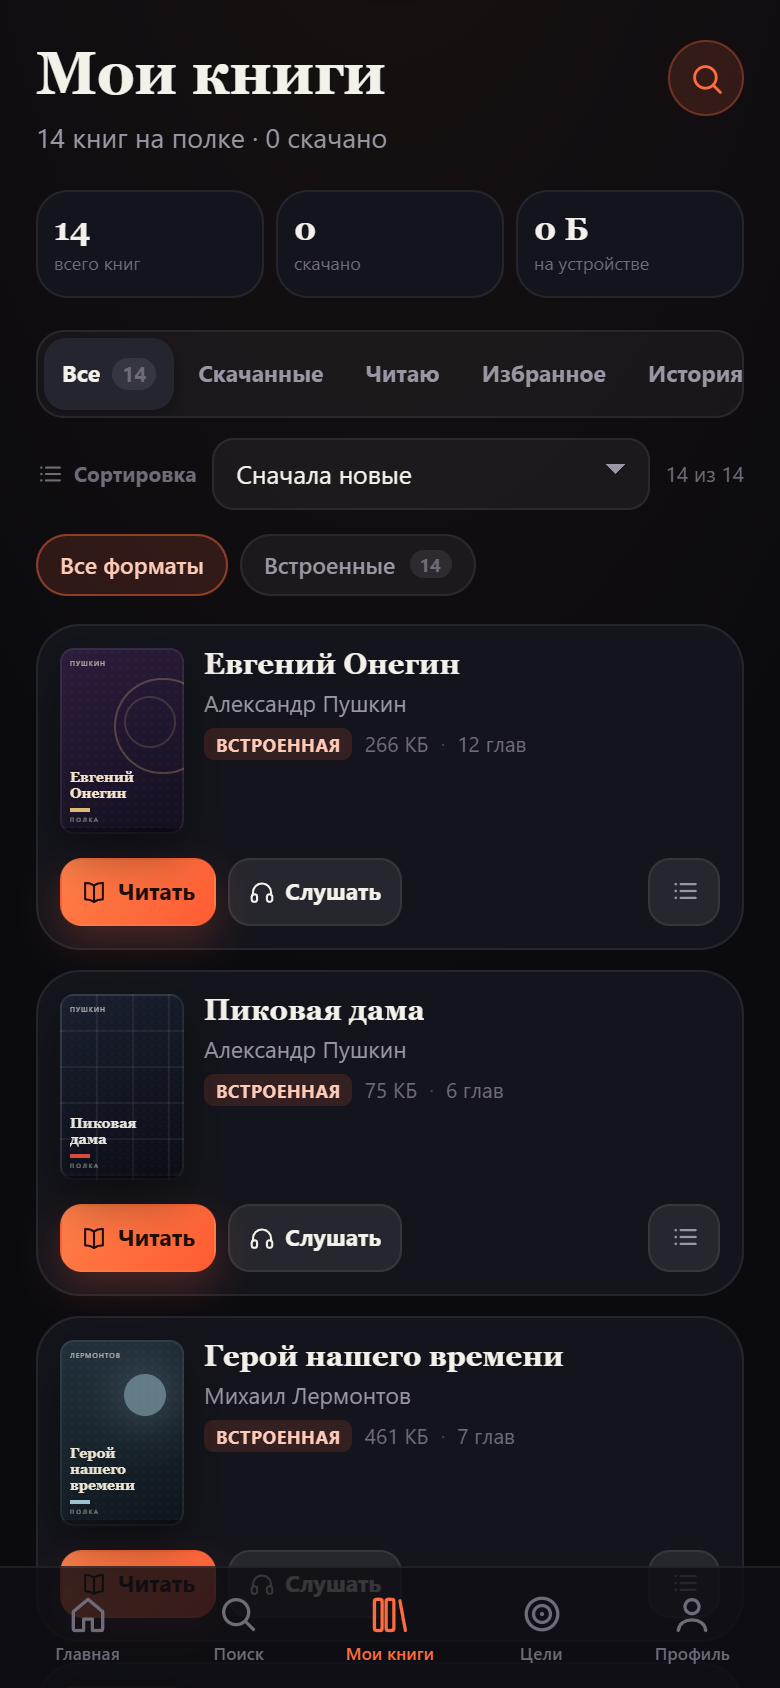 Мои книги
14 книг на полке · 0 скачано
14
всего книг
0
скачано
0 Б
на устройстве
Все 14 Скачанные Читаю Избранное История
Сортировка Сначала новые 14 из 14
Все форматы Встроенные 14
ПУШКИН
Евгений
Онегин
ПОЛКА
Евгений Онегин
Александр Пушкин
ВСТРОЕННАЯ 266 КБ · 12 глав
Читать Слушать
ПУШКИН
Пиковая
дама
ПОЛКА
Пиковая дама
Александр Пушкин
ВСТРОЕННАЯ 75 КБ · 6 глав
Читать Слушать
ЛЕРМОНТОВ
Герой
нашего
времени
ПОЛКА
Герой нашего времени
Михаил Лермонтов
ВСТРОЕННАЯ 461 КБ · 7 глав
Читать Слушать
Главная Поиск Мои книги Цели Профиль